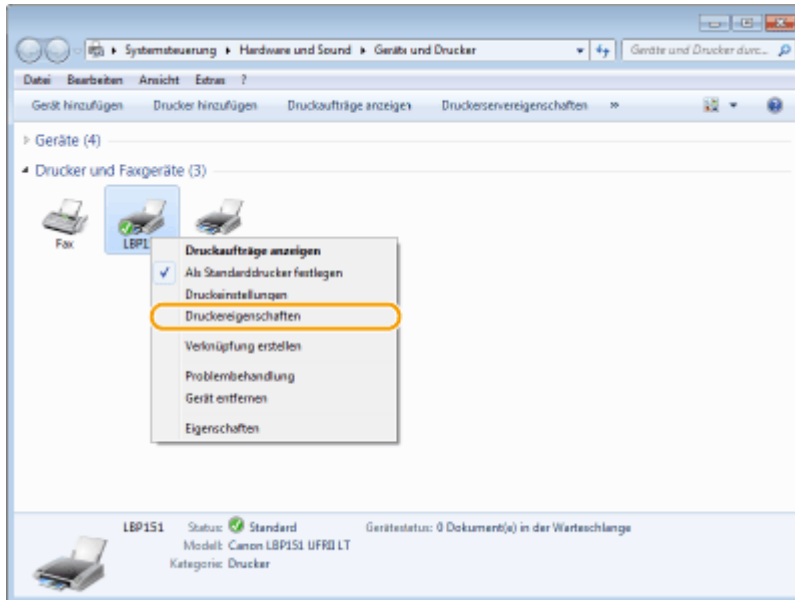 Systemsteuerung ▸ Hardware und Sound ▸ Geräte und Drucker
Geräte und Drucker durc...
Datei Bearbeiten Ansicht Extras ?
Gerät hinzufügen Drucker hinzufügen Druckaufträge anzeigen Druckerservereigenschaften »
Geräte (4)
Drucker und Faxgeräte (3)
Fax
LBP1
Druckaufträge anzeigen
Als Standarddrucker festlegen
Druckeinstellungen
Druckereigenschaften
Verknüpfung erstellen
Problembehandlung
Gerät entfernen
Eigenschaften
LBP151 Status: Standard Gerätestatus: 0 Dokument(e) in der Warteschlange
Modell: Canon LBP151 UFRII LT
Kategorie: Drucker